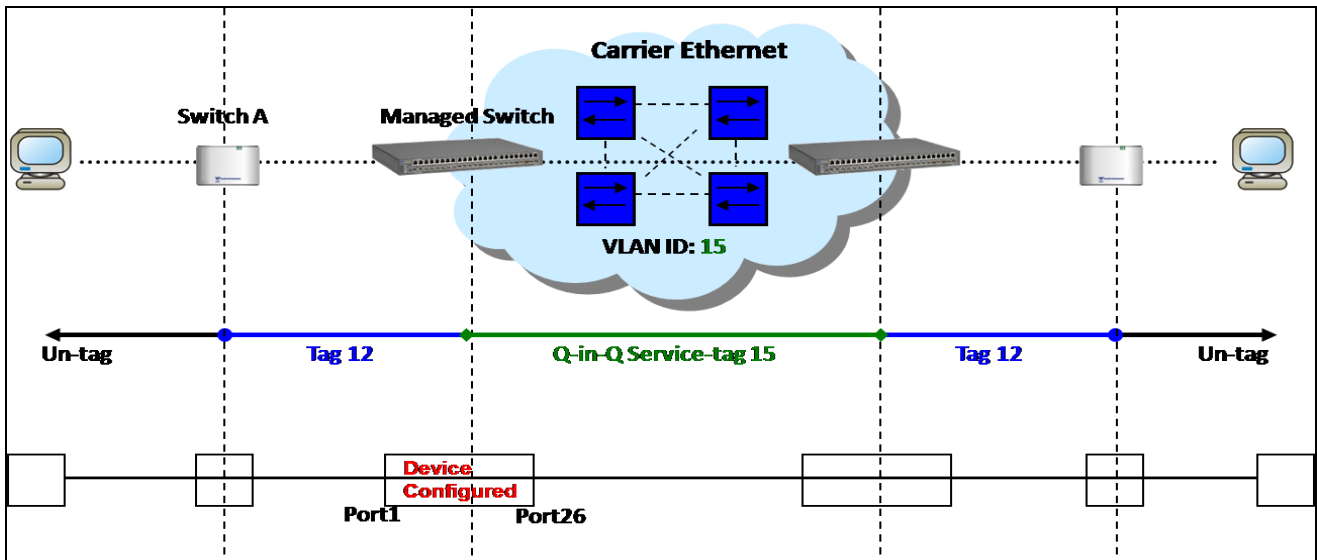 Carrier Ethernet
Switch A
Managed Switch
VLAN ID: 15
Un-tag
Tag 12
Q-in-Q Service-tag 15
Tag 12
Un-tag
Device
Configured
Port1
Port26